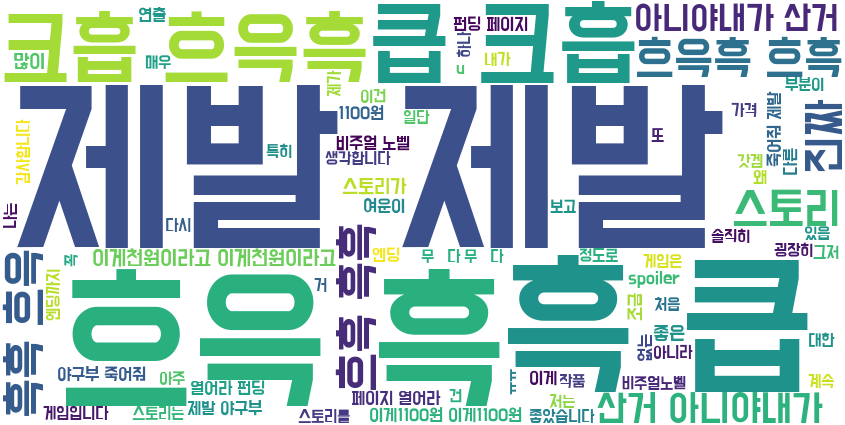 크흡 흐윽흑 큽 크흡 아니야내가 산거
연출 펀딩 페이지
많이 매우 하나 u 내가 흐윽흑 흐흑
제가 이건 부분이
제발 제발
1100원 일단 가격
특히 비주얼 노벨 또 죽어줘 제발 진짜
감사합니다 생각합니다 갓겜 다른
왜
스토리가
나는 여운이 보고 스토리
다시 솔직히 있음
흐윽 꼭 이게천원이라고 이게천원이라고 흑흑 엔딩 무 다무 다 정도로 게임은 굉장히 그저
엔딩까지 거 spoiler
흐윽 흑 흑 큽
조금 처음
좋은 대한
흐윽 없는 아니라
흑흑 야구부 죽어줘 아주 ㅠㅠ 이게 작품 비주얼노벨 계속
열어라 펀딩
페이지 열어라 건 저는
게임입니다 스토리는 제발 야구부 스토리를 이게1100원 이게1100원 좋았습니다 산거 아니야내가